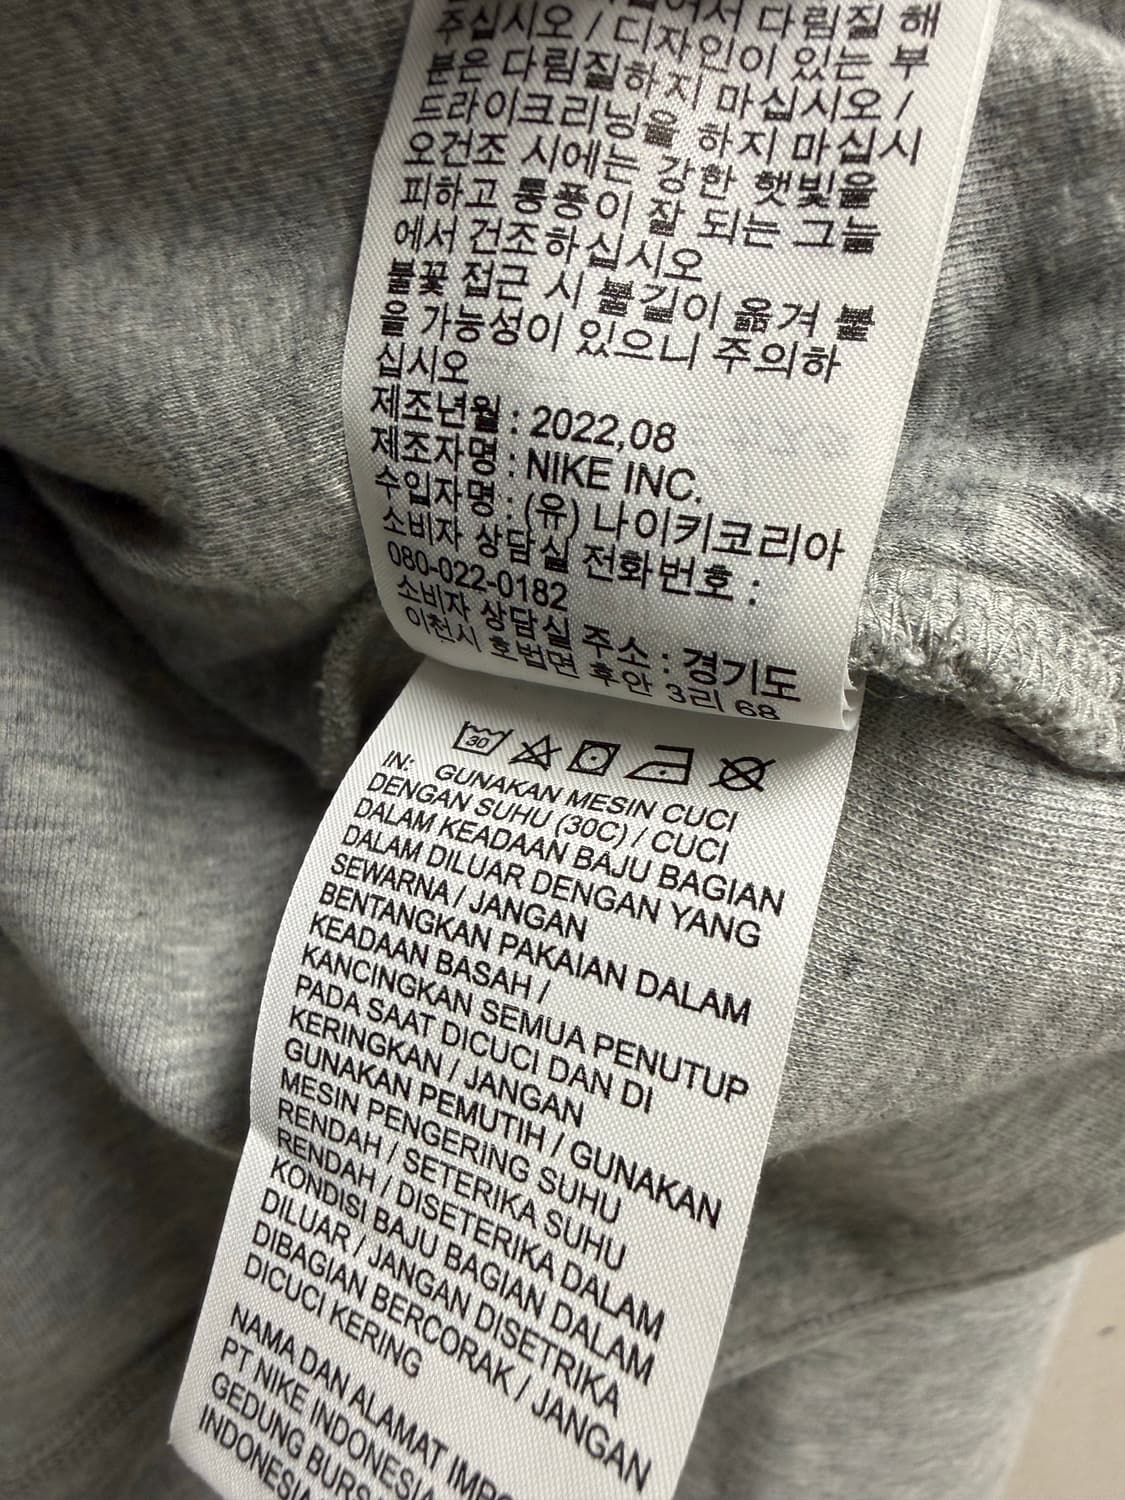 어서 다림질 해
주십시오 / 디자인이 있는 부
분은 다림질하지 마십시오 /
드라이크리닝을 하지 마십시
오건조 시에는 강한 햇빛을
피하고 통풍이 잘 되는 그늘
에서 건조하십시오
불꽃 접근 시 불길이 옮겨 붙
을 가능성이 있으니 주의하
십시오
제조년월 : 2022,08
제조자명 : NIKE INC.
수입자명 : (유) 나이키코리아
소비자 상담실 전화번호 :
080-022-0182
소비자 상담실 주소 : 경기도
이천시 호법면 후안 3리 68
30
IN: GUNAKAN MESIN CUCI
DENGAN SUHU (30C) / CUCI
DALAM KEADAAN BAJU BAGIAN
DALAM DILUAR DENGAN YANG
SEWARNA / JANGAN
BENTANGKAN PAKAIAN DALAM
KEADAAN BASAH /
KANCINGKAN SEMUA PENUTUP
PADA SAAT DICUCI DAN DI
KERINGKAN / JANGAN
GUNAKAN PEMUTIH / GUNAKAN
MESIN PENGERING SUHU
RENDAH / SETERIKA SUHU
RENDAH / DISETERIKA DALAM
KONDISI BAJU BAGIAN DALAM
DILUAR / JANGAN DISETRIKA
DIBAGIAN BERCORAK / JANGAN
DICUCI KERING
NAMA DAN ALAMAT
PT NIKE INDONESIA
GEDUNG
INDONESIA